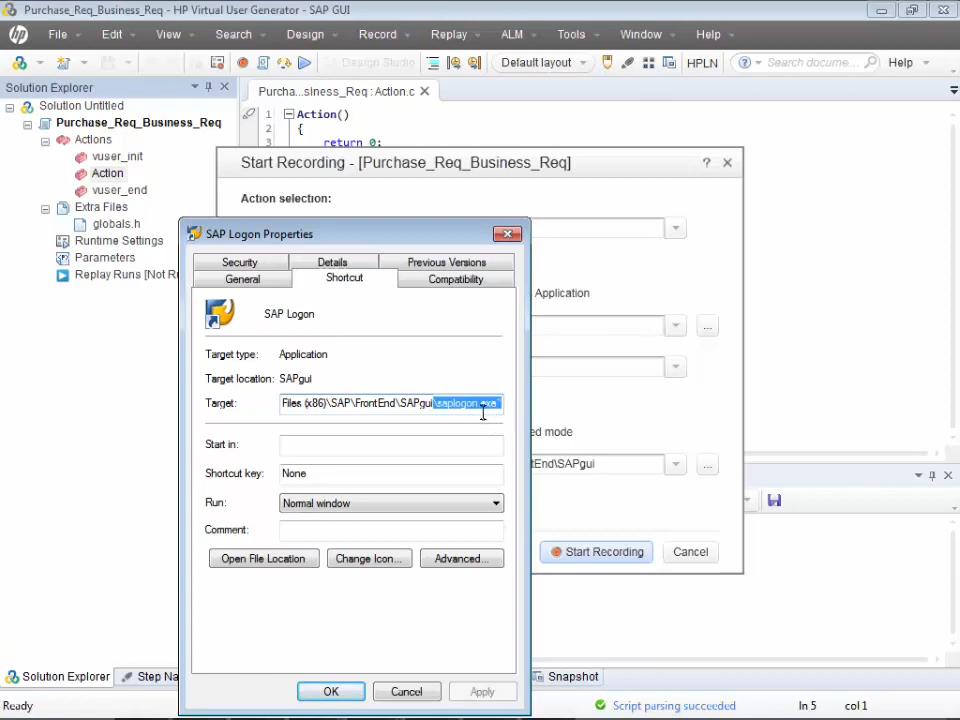 Purchase_Req_Business_Req - HP Virtual User Generator - SAP GUI
hp File Edit View Search Design Record Replay ALM Tools Window Help
Design Studio Default layout HPLN Search docume... Help
Solution Explorer
Purcha...siness_Req : Action.c
Solution Untitled
Purchase_Req_Business_Req
Actions
vuser_init
Action
vuser_end
Extra Files
globals.h
Runtime Settings
Parameters
Replay Runs [Not R
1 Action()
2 {
3 return 0;
Start Recording - [Purchase_Req_Business_Req]
Action selection:
Application
...
ed mode
ndEnd\SAPgui
...
Start Recording
Cancel
SAP Logon Properties
Security Details Previous Versions
General Shortcut Compatibility
SAP Logon
Target type: Application
Target location: SAPgui
Target: Files (x86)\SAP\FrontEnd\SAPgui\saplogon.exe"
Start in:
Shortcut key: None
Run: Normal window
Comment:
Open File Location Change Icon... Advanced...
OK Cancel Apply
Solution Explorer Step Na Snapshot
Ready Script parsing succeeded ln 5 col 1